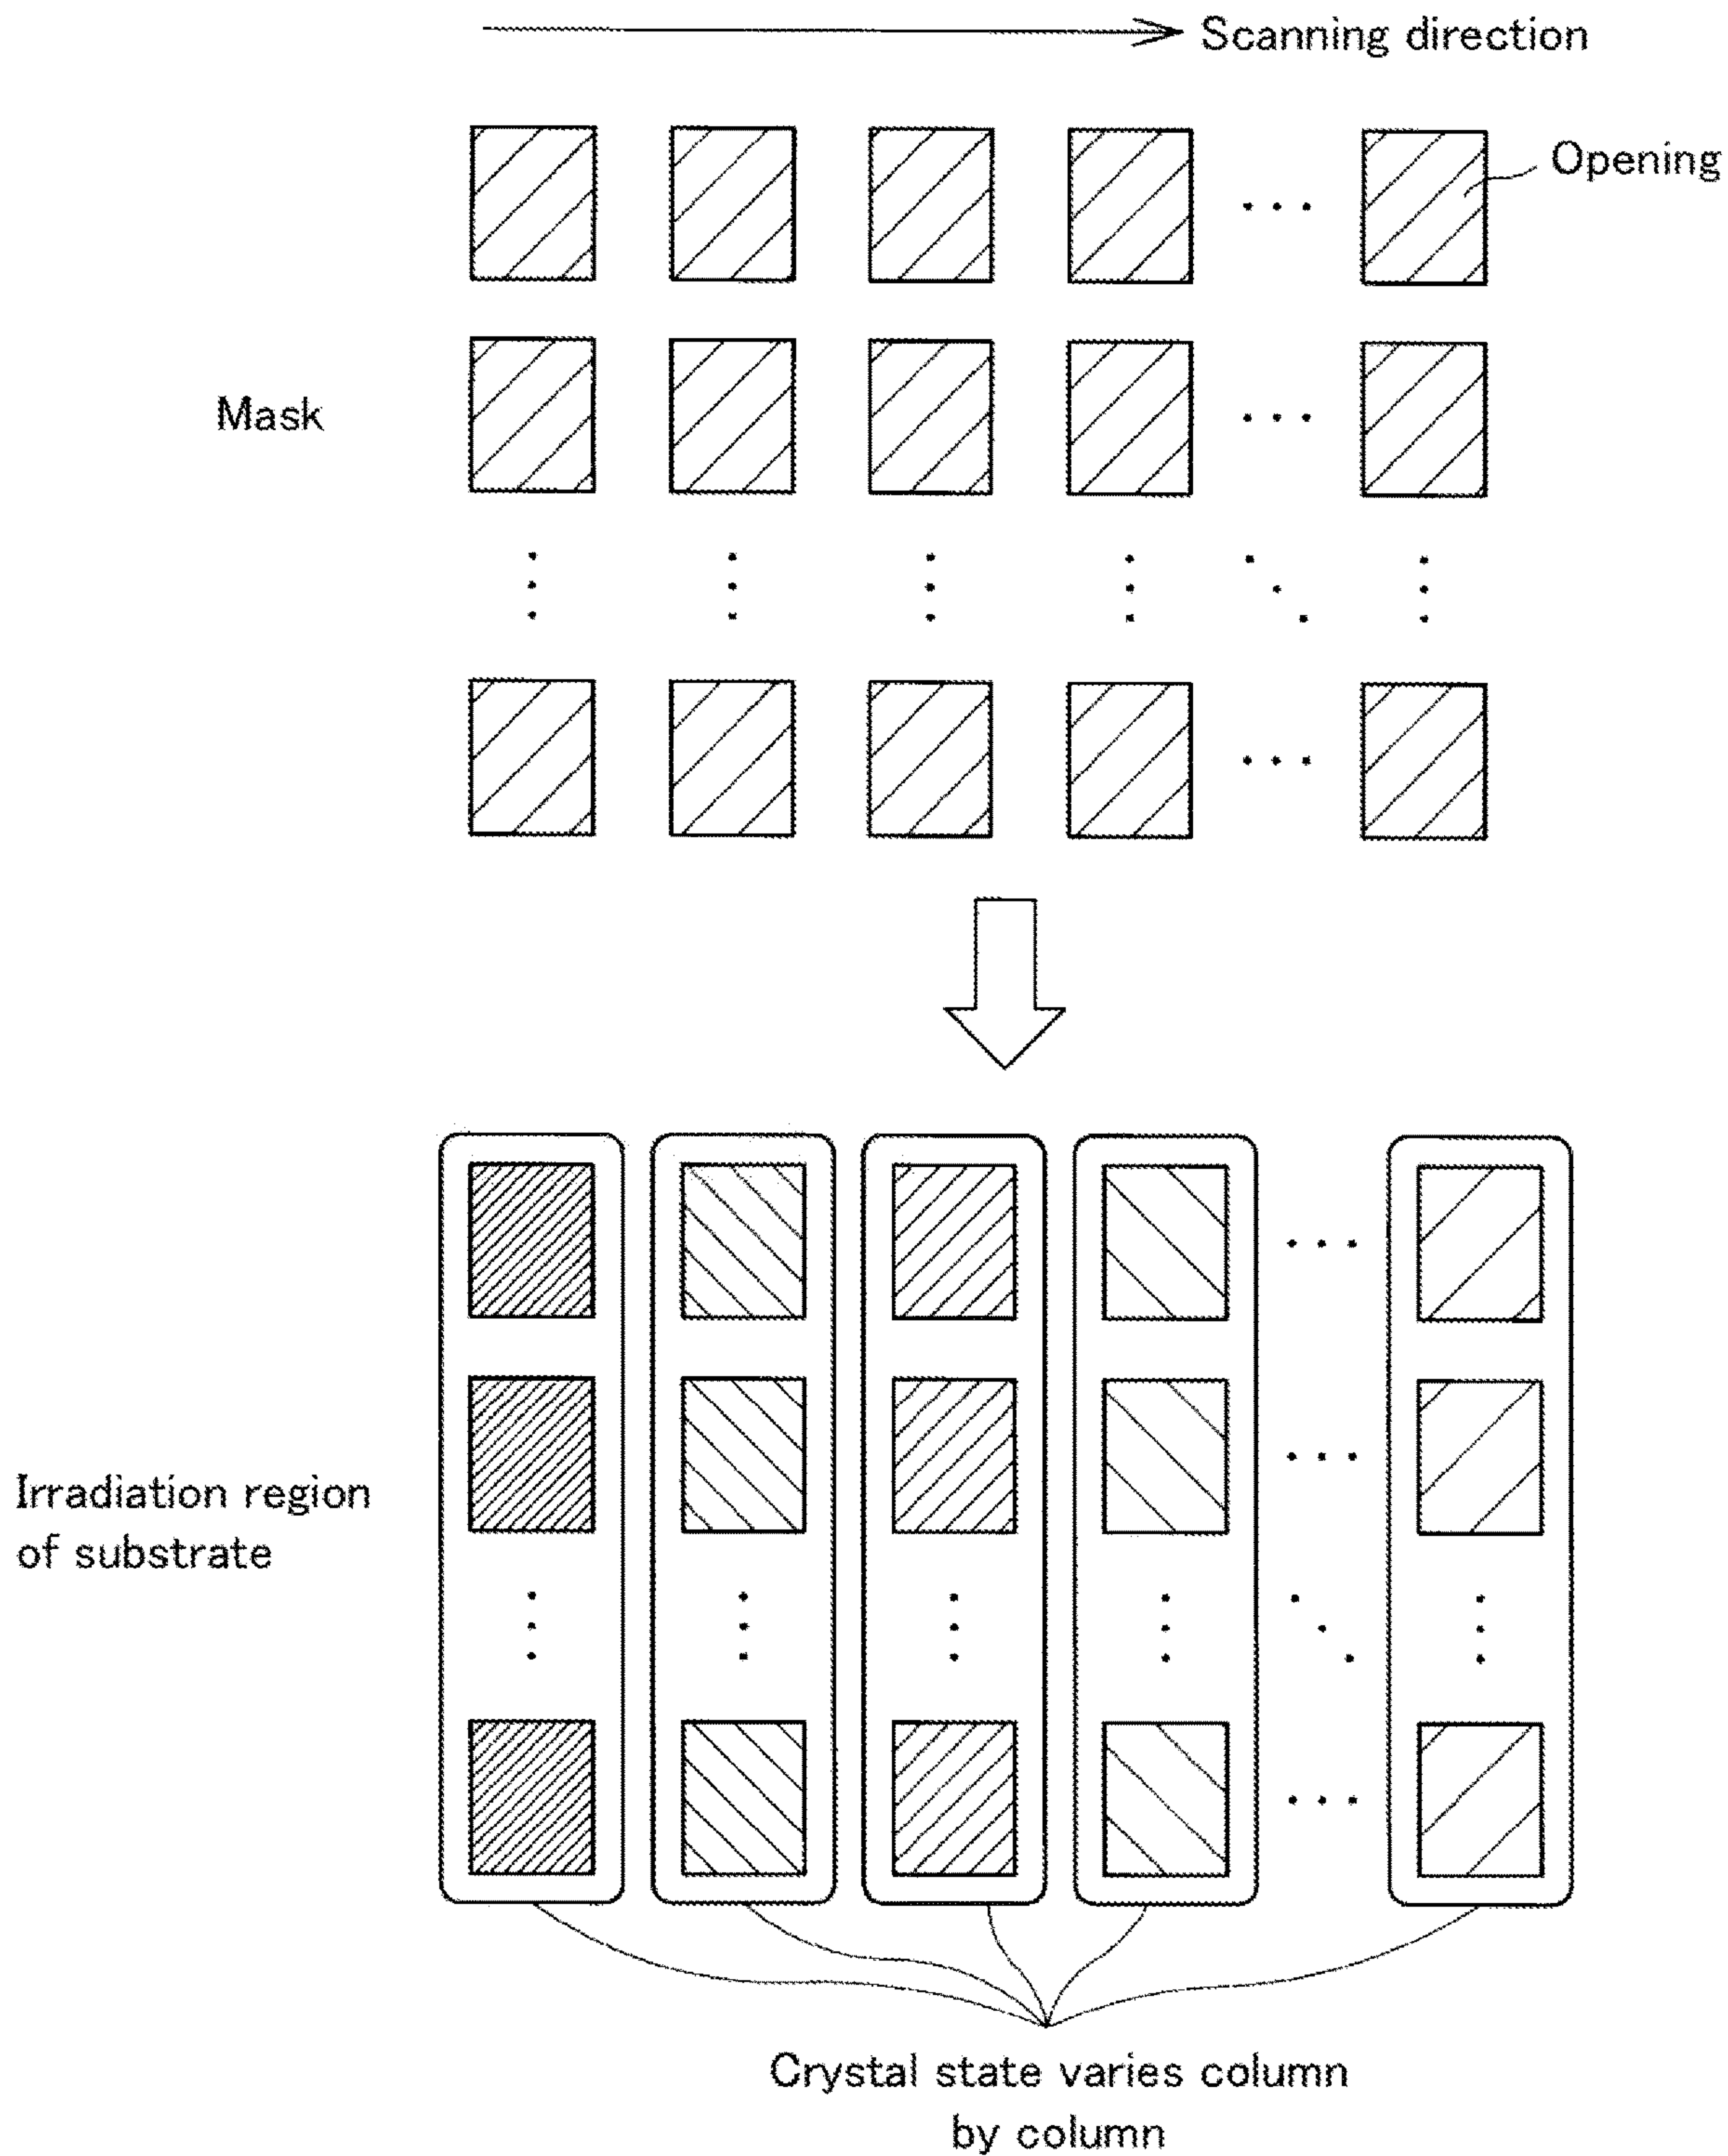 Scanning direction
Opening
Mask
Irradiation region
of substrate
Crystal state varies column
by column